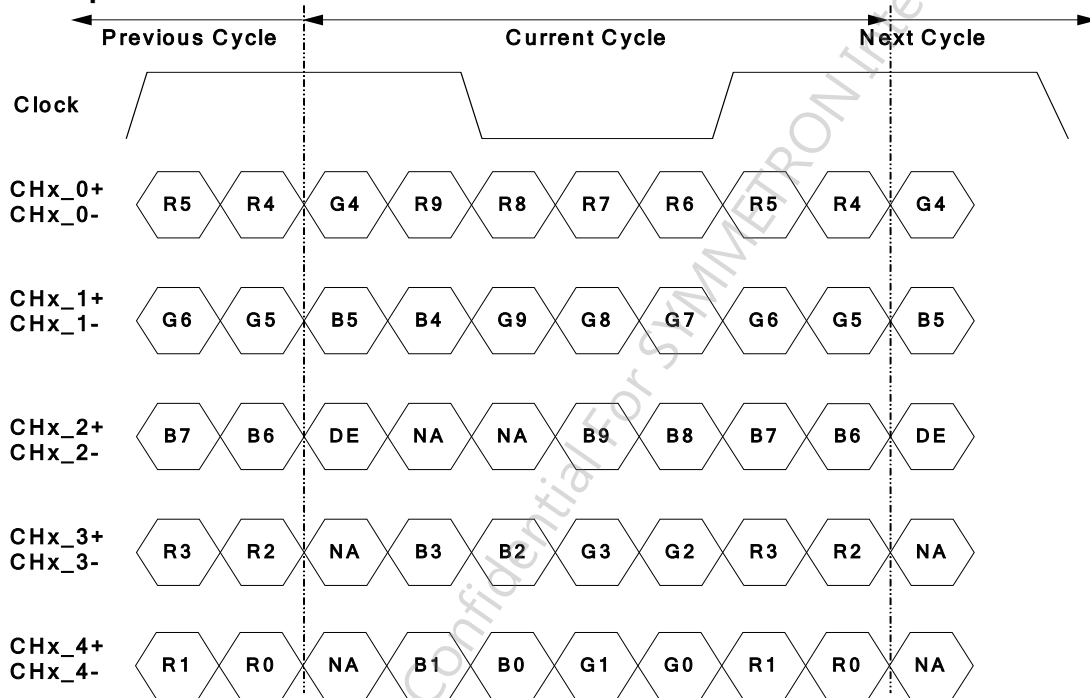 Previous Cycle Current Cycle Next Cycle
Clock
CHx_0+
CHx_0-
R5 R4 G4 R9 R8 R7 R6 R5 R4 G4
CHx_1+
CHx_1-
G6 G5 B5 B4 G9 G8 G7 G6 G5 B5
CHx_2+
CHx_2-
B7 B6 DE NA NA B9 B8 B7 B6 DE
CHx_3+
CHx_3-
R3 R2 NA B3 B2 G3 G2 R3 R2 NA
CHx_4+
CHx_4-
R1 R0 NA B1 B0 G1 G0 R1 R0 NA
Confidential For SYMMETRON